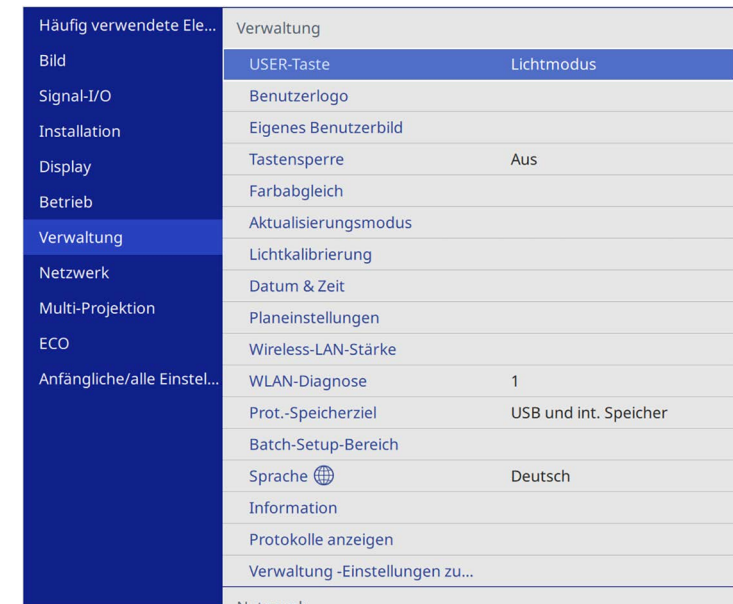 Häufig verwendete Ele...
Bild
Signal-I/O
Installation
Display
Betrieb
Verwaltung
Netzwerk
Multi-Projektion
ECO
Anfängliche/alle Einstel...
Verwaltung
USER-Taste Lichtmodus
Benutzerlogo
Eigenes Benutzerbild
Tastensperre Aus
Farbabgleich
Aktualisierungsmodus
Lichtkalibrierung
Datum & Zeit
Planeinstellungen
Wireless-LAN-Stärke
WLAN-Diagnose 1
Prot.-Speicherziel USB und int. Speicher
Batch-Setup-Bereich
Sprache Deutsch
Information
Protokolle anzeigen
Verwaltung -Einstellungen zu...